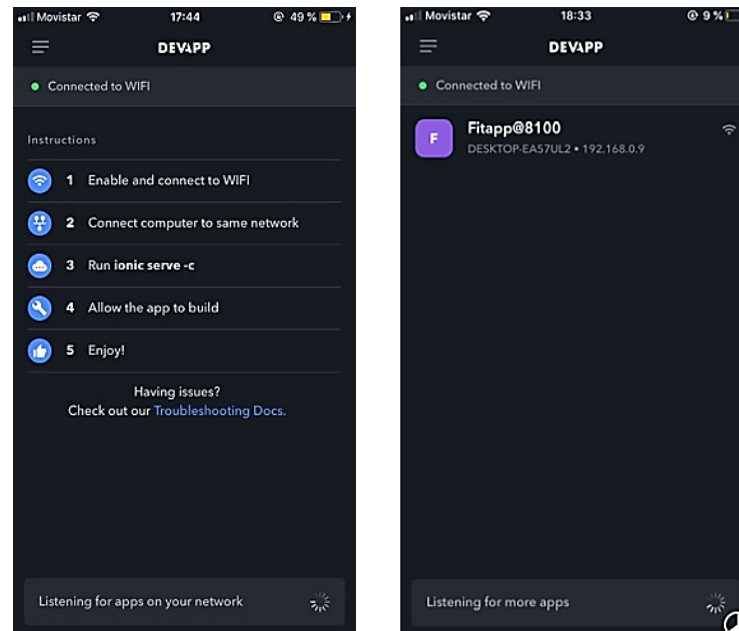 Movistar 17:44 49 %
DEVAPP
Connected to WIFI
Instructions
1 Enable and connect to WIFI
2 Connect computer to same network
3 Run ionic serve -c
4 Allow the app to build
5 Enjoy!
Having issues?
Check out our Troubleshooting Docs.
Listening for apps on your network
Movistar 18:33 9 %
DEVAPP
Connected to WIFI
F
Fitapp@8100
DESKTOP-EA57UL2 • 192.168.0.9
Listening for more apps